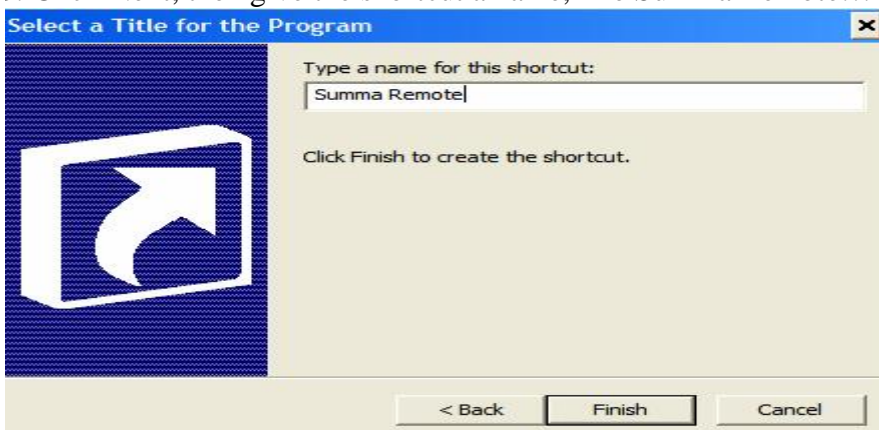 Select a Title for the Program
Type a name for this shortcut:
Summa Remote
Click Finish to create the shortcut.
< Back
Finish
Cancel